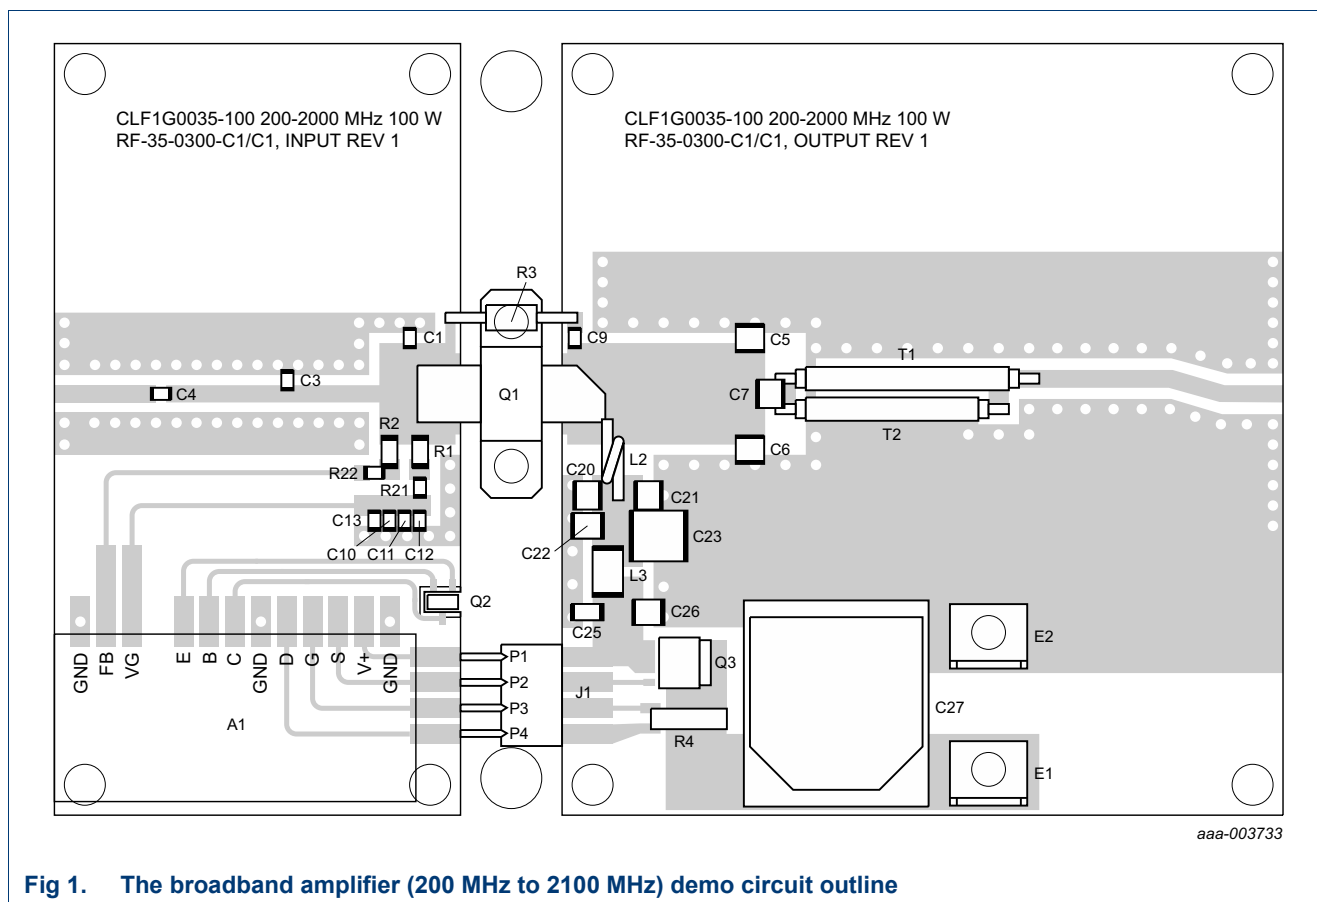 CLF1G0035-100 200-2000 MHz 100 W
RF-35-0300-C1/C1, INPUT REV 1
CLF1G0035-100 200-2000 MHz 100 W
RF-35-0300-C1/C1, OUTPUT REV 1
R3
C1
C9
C5
T1
C3
C4
Q1
C7
R2
T2
R1
C6
L2
R22
C20
R21
C21
C13
C10
C11
C12
C22
C23
L3
Q2
C26
C25
E2
GND
FB
VG
E
B
C
GND
D
G
S
V+
GND
P1
Q3
P2
J1
P3
C27
A1
P4
R4
E1
aaa-003733
Fig 1. The broadband amplifier (200 MHz to 2100 MHz) demo circuit outline